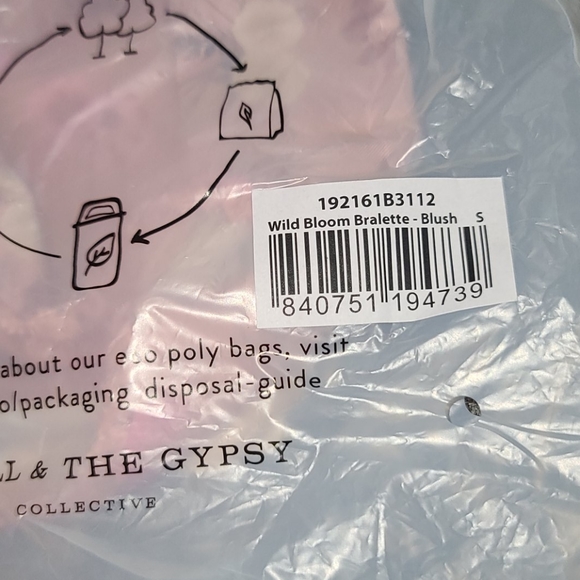 192161B3112
Wild Bloom Bralette - Blush S
840751 194739
about our eco poly bags, visit
o/packaging disposal-guide
LL & THE GYPSY
COLLECTIVE